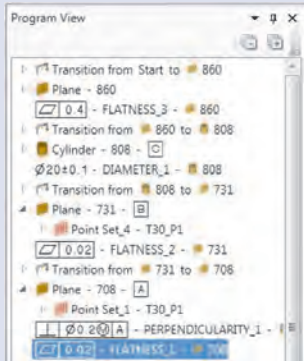 Program View
Transition from Start to 860
Plane - 860
0.4 - FLATNESS_3 - 860
Transition from 860 to 808
Cylinder - 808 - C
Ø20±0.1 - DIAMETER_1 - 808
Transition from 808 to 731
Plane - 731 - B
Point Set_4 - T30_P1
0.02 - FLATNESS_2 - 731
Transition from 731 to 708
Plane - 708 - A
Point Set_1 - T30_P1
⟂ Ø0.2Ⓜ A - PERPENDICULARITY_1 -
0.02 - FLATNESS_1 - 708